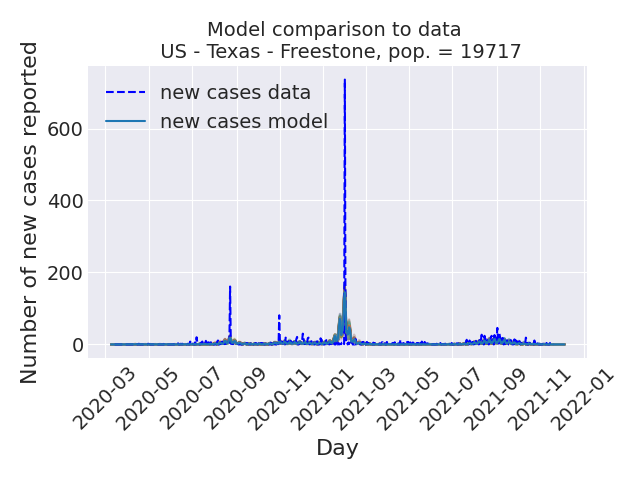 Model comparison to data
US - Texas - Freestone, pop. = 19717
Number of new cases reported
new cases data
new cases model
600
400
200
0
2020-03
2020-05
2020-07
2020-09
2020-11
2021-01
2021-03
2021-05
2021-07
2021-09
2021-11
2022-01
Day